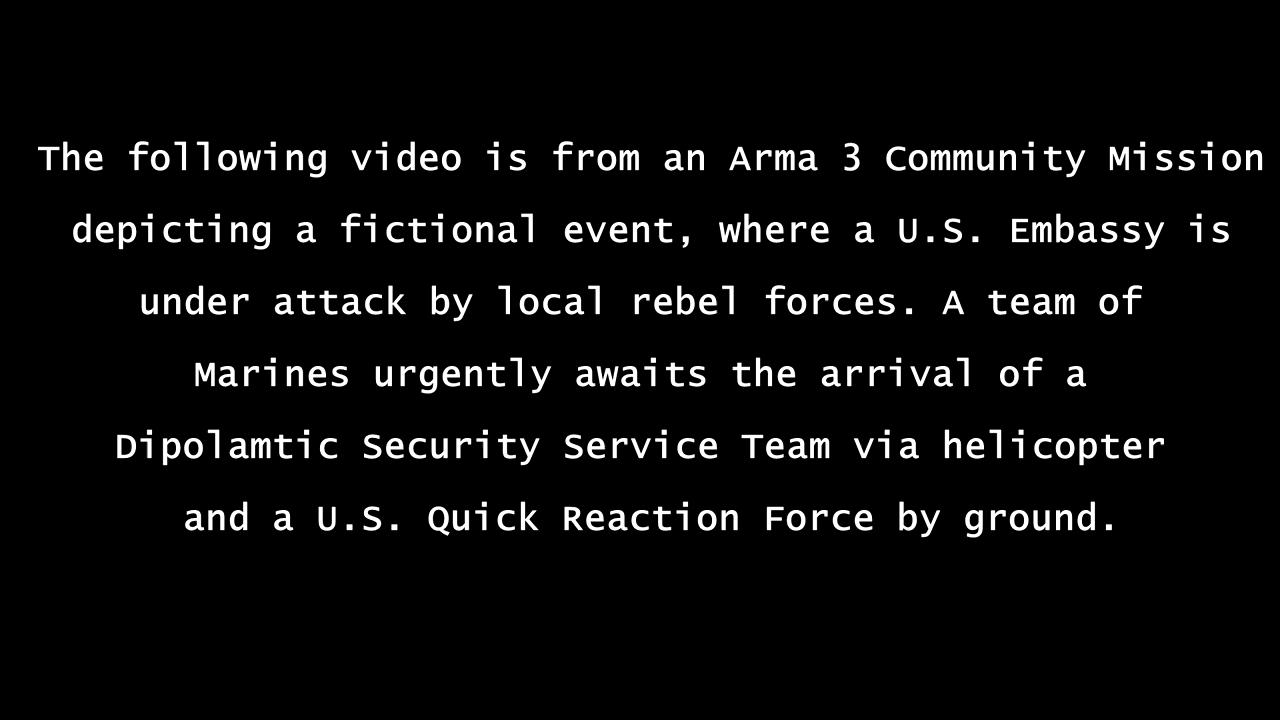 The following video is from an Arma 3 Community Mission
depicting a fictional event, where a U.S. Embassy is
under attack by local rebel forces. A team of
Marines urgently awaits the arrival of a
Dipolamtic Security Service Team via helicopter
and a U.S. Quick Reaction Force by ground.